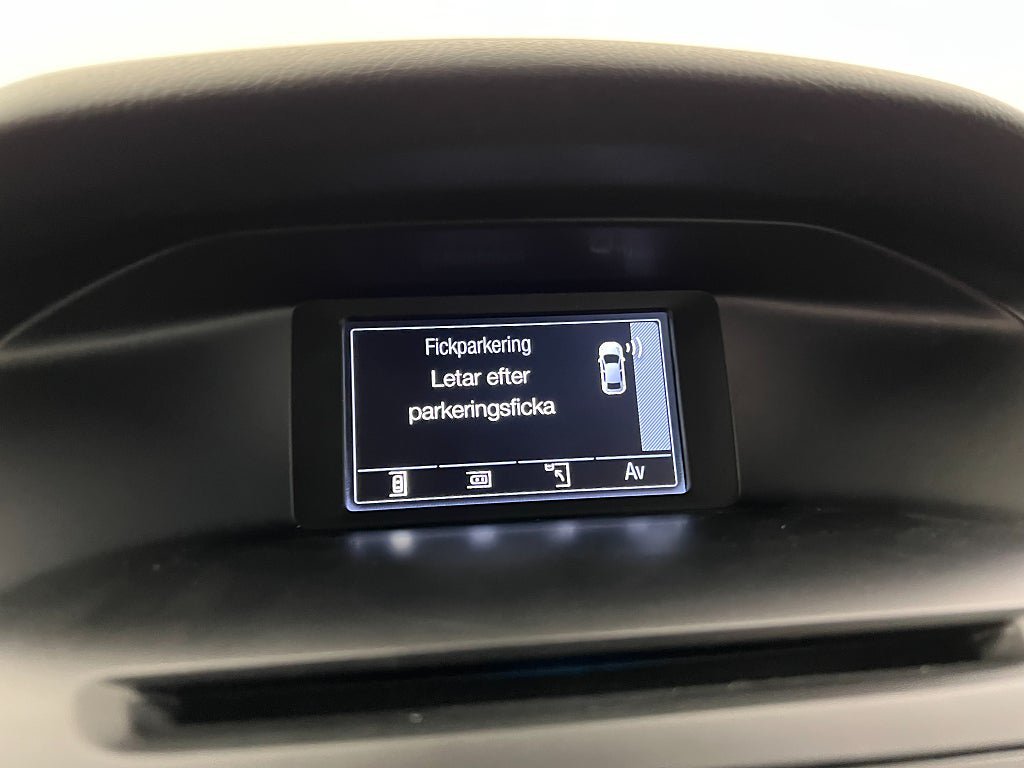 Fickparkering
Letar efter
parkeringsficka
Av